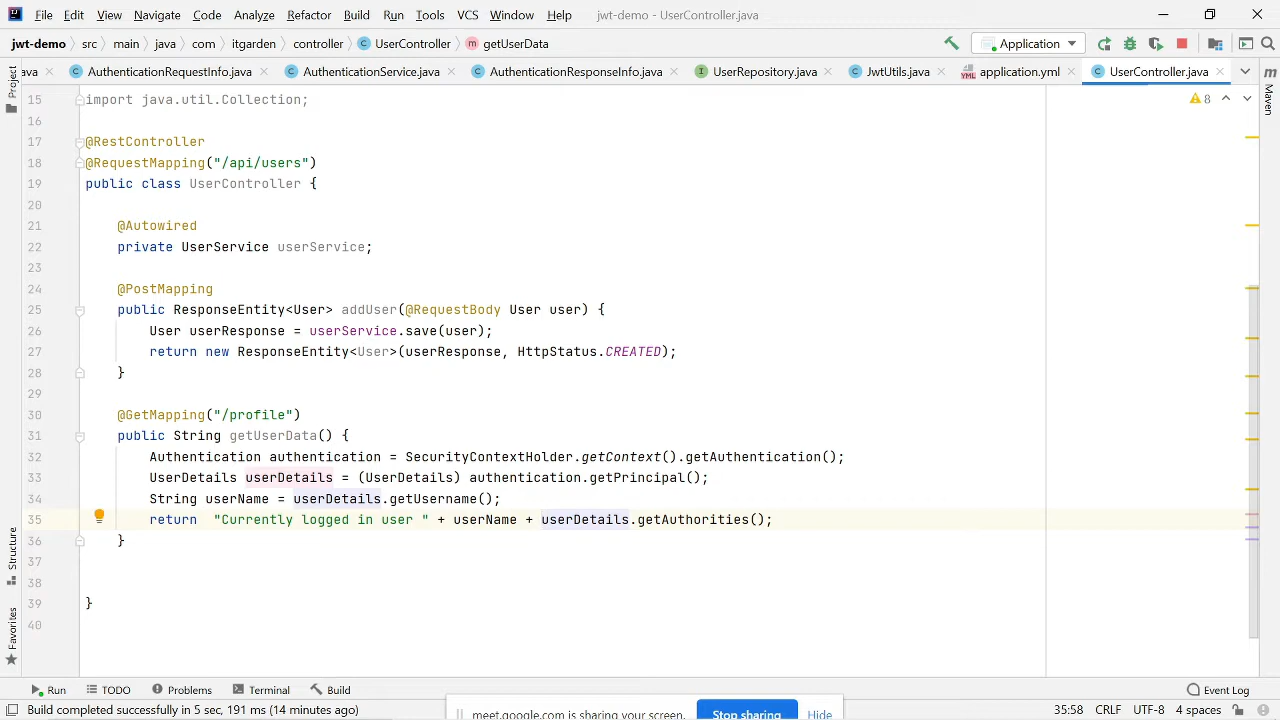 File Edit View Navigate Code Analyze Refactor Build Run Tools VCS Window Help jwt-demo - UserController.java
jwt-demo src main java com itgarden controller UserController getUserData Application
ava AuthenticationRequestInfo.java AuthenticationService.java AuthenticationResponseInfo.java UserRepository.java JwtUtils.java application.yml UserController.java
Project
Maven
8
15 import java.util.Collection;
16
17 @RestController
18 @RequestMapping("/api/users")
19 public class UserController {
20
21 @Autowired
22 private UserService userService;
23
24 @PostMapping
25 public ResponseEntity<User> addUser(@RequestBody User user) {
26 User userResponse = userService.save(user);
27 return new ResponseEntity<User>(userResponse, HttpStatus.CREATED);
28 }
29
30 @GetMapping("/profile")
31 public String getUserData() {
32 Authentication authentication = SecurityContextHolder.getContext().getAuthentication();
33 UserDetails userDetails = (UserDetails) authentication.getPrincipal();
34 String userName = userDetails.getUsername();
35 return "Currently logged in user " + userName + userDetails.getAuthorities();
36 }
37
38
39 }
40
Structure
Favorites
Run TODO Problems Terminal Build Event Log
Build completed successfully in 5 sec, 191 ms (14 minutes ago) 35:58 CRLF UTF-8 4 spaces
meet.google.com is sharing your screen. Stop sharing Hide